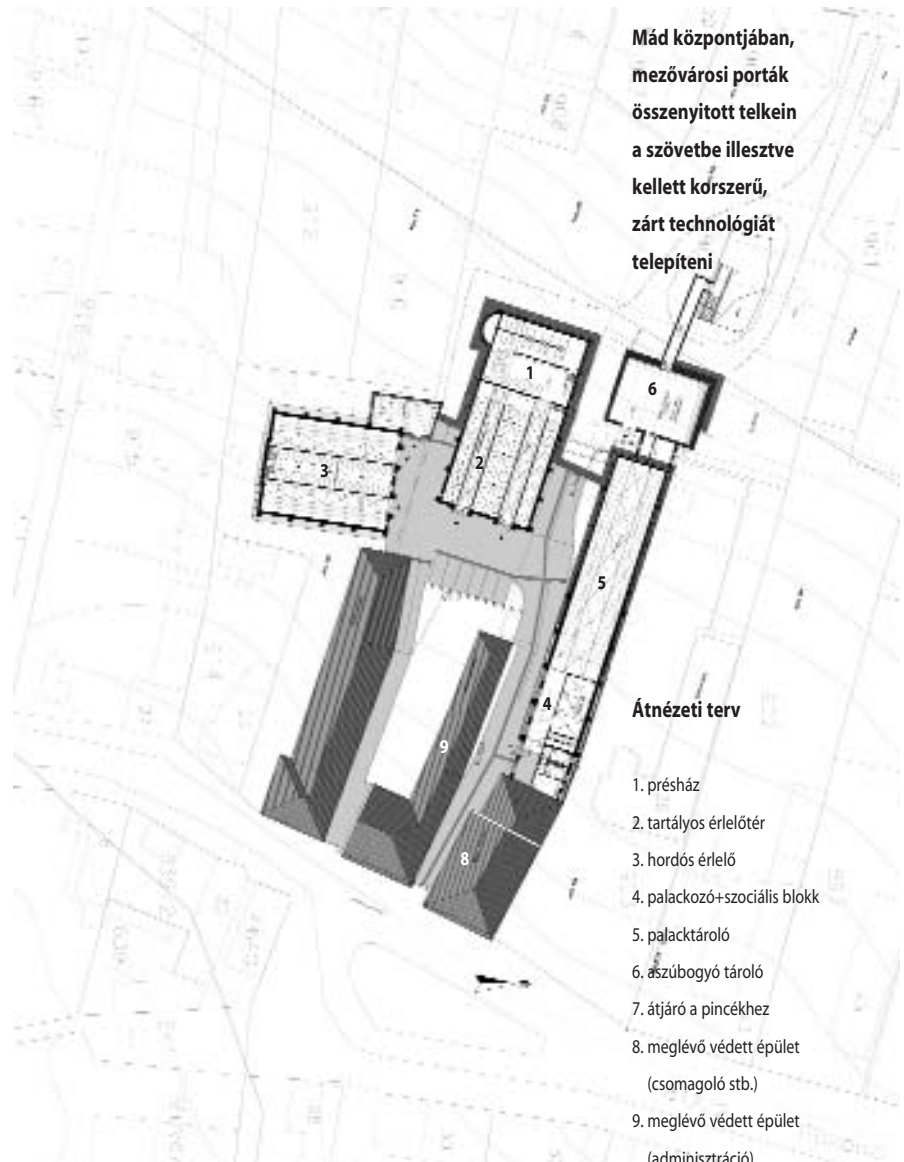 Mád központjában,
mezővárosi porták
összenyitott telkein
a szövetbe illesztve
kellett korszerű,
zárt technológiát
telepíteni
1
6
2
3
5
4
9
8
Átnézeti terv
1. présház
2. tartályos érlelőtér
3. hordós érlelő
4. palackozó+szociális blokk
5. palacktároló
6. aszúbogyó tároló
7. átjáró a pincékhez
8. meglévő védett épület
(csomagoló stb.)
9. meglévő védett épület
(adminisztráció)